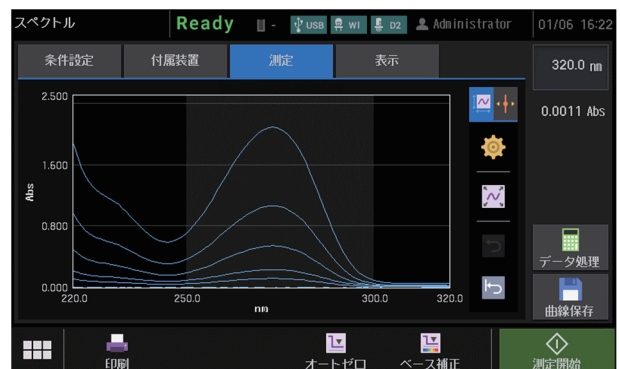 スペクトル Ready - USB WI D2 Administrator 01/06 16:22
条件設定 付属装置 測定 表示
320.0 nm
0.0011 Abs
2.500
1.600
Abs
0.800
0.000
220.0 250.0 300.0 320.0
nm
データ処理
曲線保存
印刷 オートゼロ ベース補正 測定開始